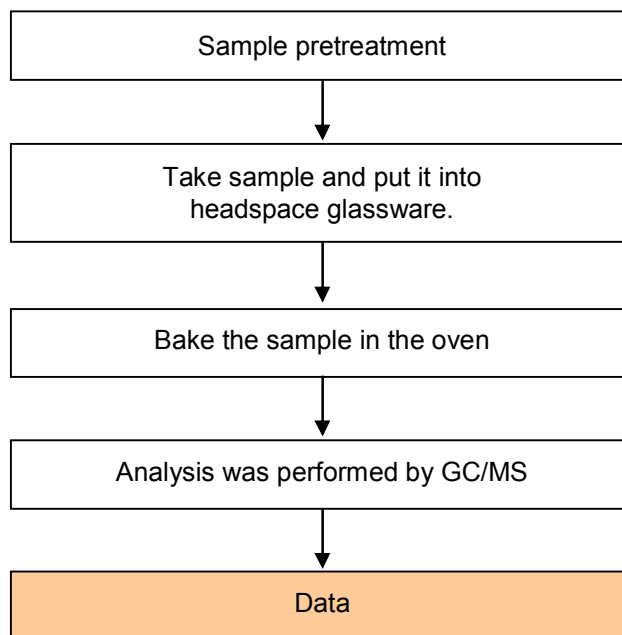 Sample pretreatment
Take sample and put it into
headspace glassware.
Bake the sample in the oven
Analysis was performed by GC/MS
Data